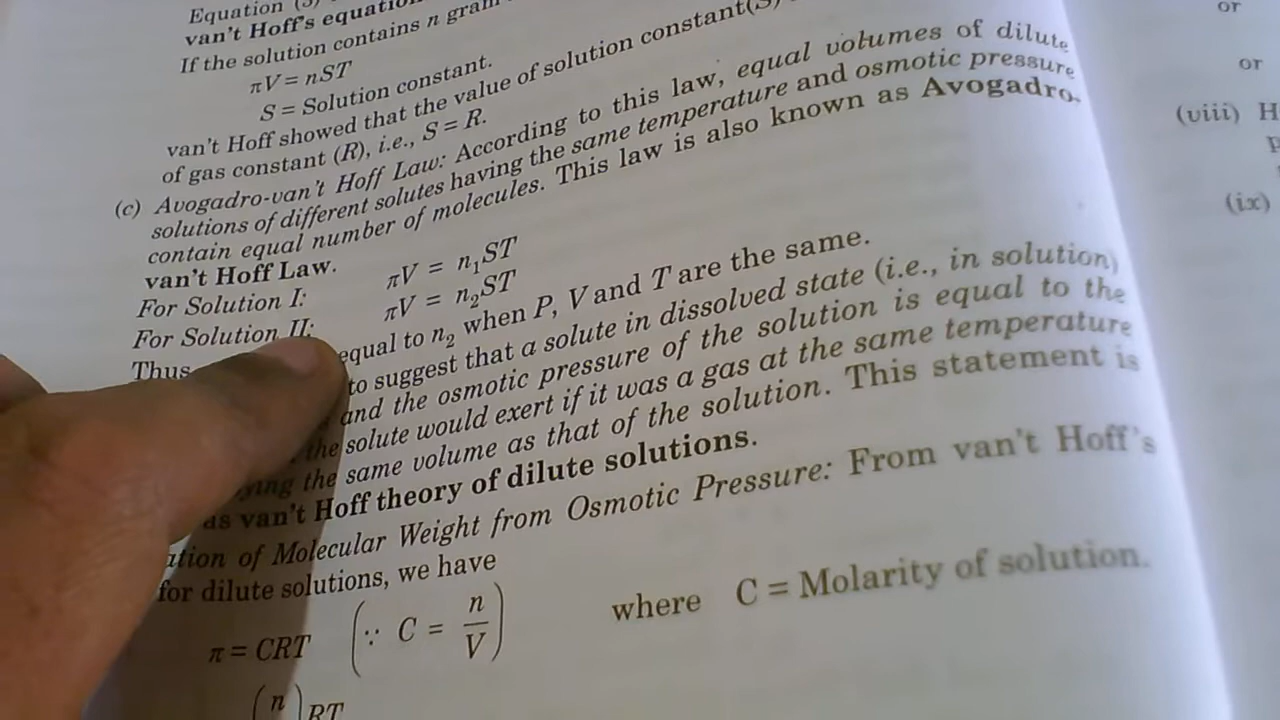 Equation (3)
van't Hoff's equation
If the solution contains n gram
πV = nST
S = Solution constant.
van't Hoff showed that the value of solution constant(S)
of gas constant (R), i.e., S = R.
(c) Avogadro-van't Hoff Law: According to this law, equal volumes of dilute
solutions of different solutes having the same temperature and osmotic pressure
contain equal number of molecules. This law is also known as Avogadro-
van't Hoff Law.
For Solution I: πV = n₁ST
For Solution II: πV = n₂ST
Thus equal to n₂ when P, V and T are the same.
to suggest that a solute in dissolved state (i.e., in solution)
and the osmotic pressure of the solution is equal to the
the solute would exert if it was a gas at the same temperature
ying the same volume as that of the solution. This statement is
as van't Hoff theory of dilute solutions.
ation of Molecular Weight from Osmotic Pressure: From van't Hoff's
for dilute solutions, we have
π = CRT (∵ C = n/V) where C = Molarity of solution.
(n) RT
or
or
(viii) H
(ix)